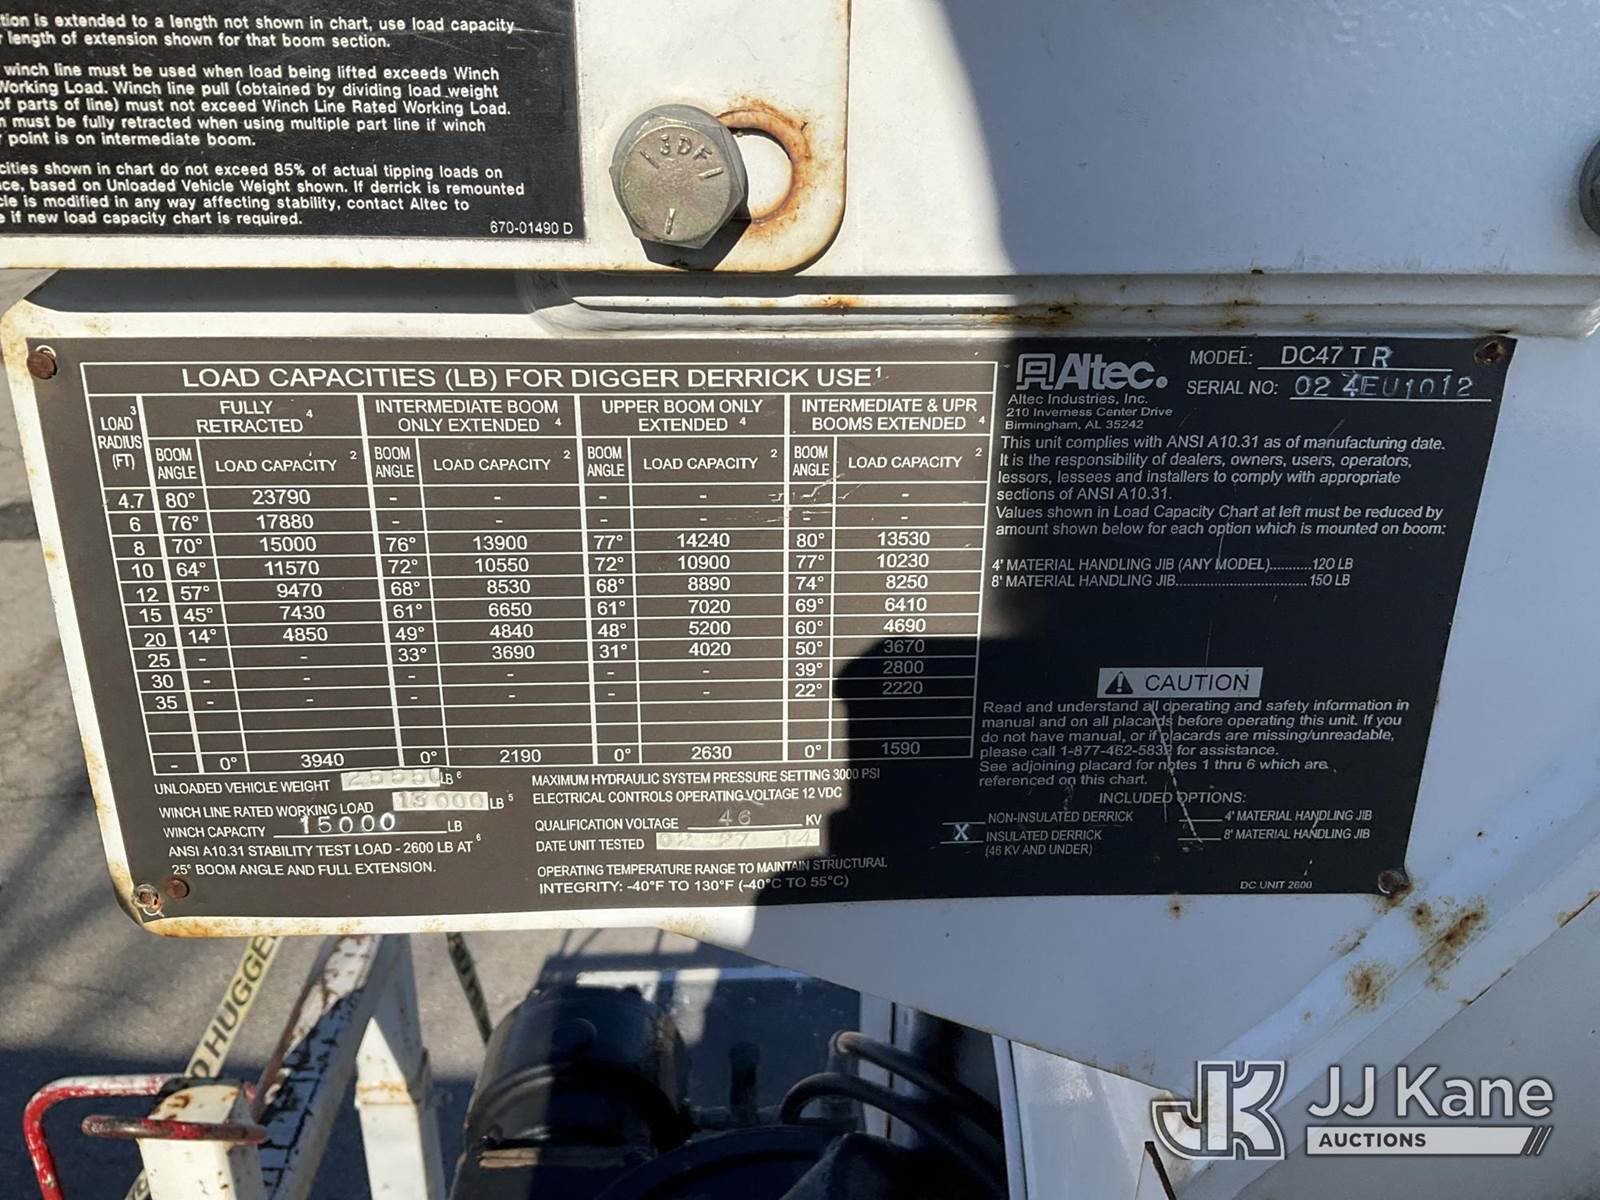 tion is extended to a length not shown in chart, use load capacity
r length of extension shown for that boom section.
winch line must be used when load being lifted exceeds Winch
Working Load. Winch line pull (obtained by dividing load weight
of parts of line) must not exceed Winch Line Rated Working Load.
must be fully retracted when using multiple part line if winch
point is on intermediate boom.
cities shown in chart do not exceed 85% of actual tipping loads on
ce, based on Unloaded Vehicle Weight shown. If derrick is remounted
cle is modified in any way affecting stability, contact Altec to
e if new load capacity chart is required.
670-01490 D
JDF
LOAD CAPACITIES (LB) FOR DIGGER DERRICK USE 1
LOAD 3 RADIUS (FT)
FULLY RETRACTED 4
INTERMEDIATE BOOM ONLY EXTENDED 4
UPPER BOOM ONLY EXTENDED 4
INTERMEDIATE & UPR BOOMS EXTENDED 4
BOOM ANGLE LOAD CAPACITY 2 BOOM ANGLE LOAD CAPACITY 2 BOOM ANGLE LOAD CAPACITY 2 BOOM ANGLE LOAD CAPACITY 2
4.7 80° 23790 - - - - - -
6 76° 17880 - - - - - -
8 70° 15000 76° 13900 77° 14240 80° 13530
10 64° 11570 72° 10550 72° 10900 77° 10230
12 57° 9470 68° 8530 68° 8890 74° 8250
15 45° 7430 61° 6650 61° 7020 69° 6410
20 14° 4850 49° 4840 48° 5200 60° 4690
25 - - 33° 3690 31° 4020 50° 3670
30 - - - - - - 39° 2800
35 - - - - - - 22° 2220
- 0° 3940 0° 2190 0° 2630 0° 1590
UNLOADED VEHICLE WEIGHT 25550 LB 6
WINCH LINE RATED WORKING LOAD 15000 LB 5
WINCH CAPACITY 15000 LB
ANSI A10.31 STABILITY TEST LOAD - 2600 LB AT 6
25° BOOM ANGLE AND FULL EXTENSION.
MAXIMUM HYDRAULIC SYSTEM PRESSURE SETTING 3000 PSI
ELECTRICAL CONTROLS OPERATING VOLTAGE 12 VDC
QUALIFICATION VOLTAGE 46 KV
DATE UNIT TESTED 02 27 14
OPERATING TEMPERATURE RANGE TO MAINTAIN STRUCTURAL
INTEGRITY: -40°F TO 130°F (-40°C TO 55°C)
Altec.
Altec Industries, Inc.
210 Inverness Center Drive
Birmingham, AL 35242
MODEL: DC47 TR
SERIAL NO: 024EU1012
This unit complies with ANSI A10.31 as of manufacturing date.
It is the responsibility of dealers, owners, users, operators,
lessors, lessees and installers to comply with appropriate
sections of ANSI A10.31.
Values shown in Load Capacity Chart at left must be reduced by
amount shown below for each option which is mounted on boom:
4' MATERIAL HANDLING JIB (ANY MODEL)...........120 LB
8' MATERIAL HANDLING JIB.................................150 LB
CAUTION
Read and understand all operating and safety information in
manual and on all placards before operating this unit. If you
do not have manual, or if placards are missing/unreadable,
please call 1-877-462-5832 for assistance.
See adjoining placard for notes 1 thru 6 which are
referenced on this chart.
INCLUDED OPTIONS:
NON-INSULATED DERRICK
X INSULATED DERRICK
(46 KV AND UNDER)
4' MATERIAL HANDLING JIB
8' MATERIAL HANDLING JIB
DC UNIT 2600
HUGGE
JK JJ Kane
AUCTIONS